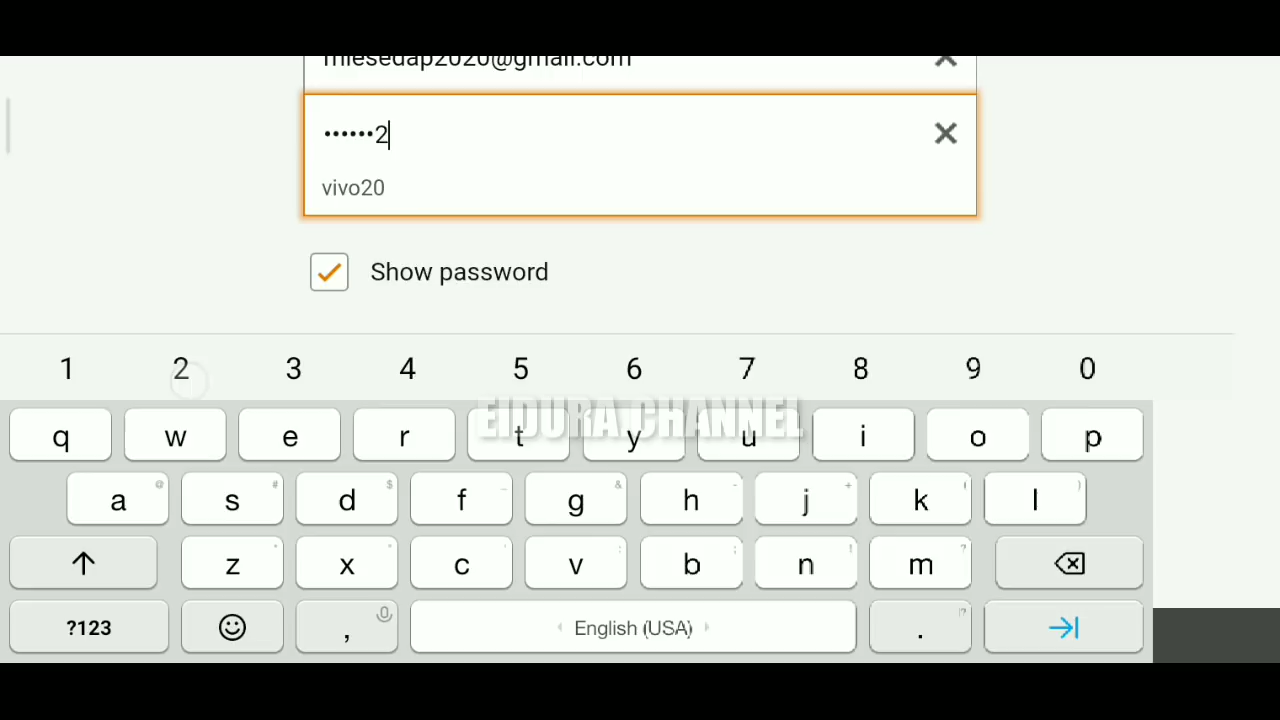 miesedap2020@gmail.com
••••••2
vivo20
Show password
1 2 3 4 5 6 7 8 9 0
EIDURA CHANNEL
q w e r t y u i o p
a s d f g h j k l
z x c v b n m
?123 , English (USA) .